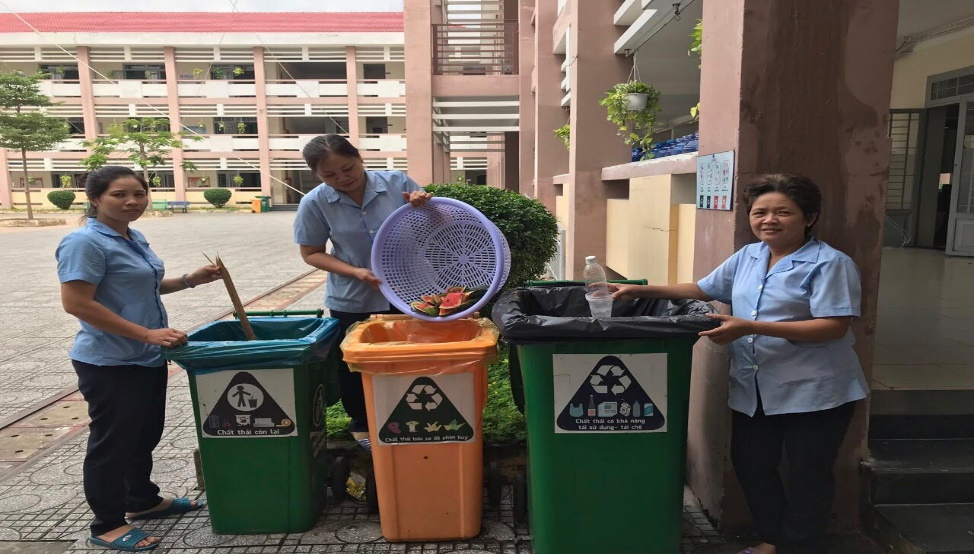 Chất thải còn lại
Chất thải hữu cơ dễ phân hủy
Chất thải có khả năng
tái sử dụng - tái chế